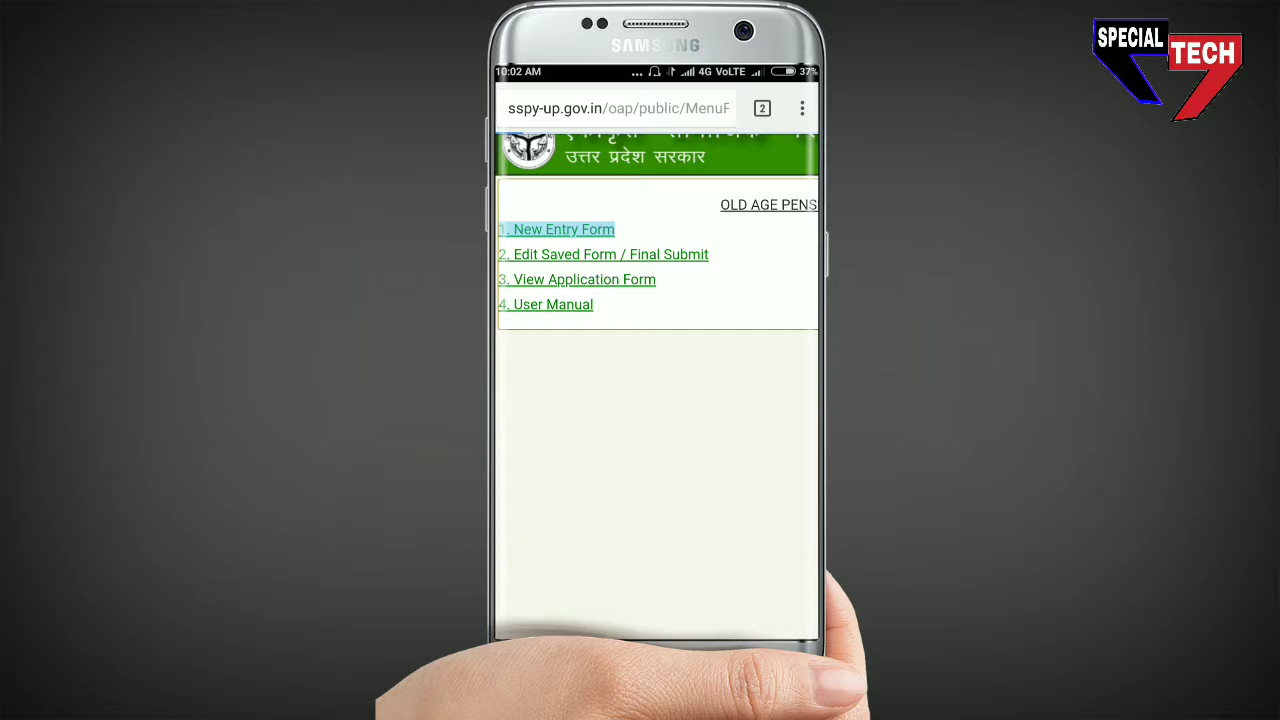 SPECIAL
TECH
SAMSUNG
10:02 AM
4G VoLTE
37%
sspy-up.gov.in/oap/public/Menu
2
उत्तर प्रदेश सरकार
OLD AGE PENS
1. New Entry Form
2. Edit Saved Form / Final Submit
3. View Application Form
4. User Manual